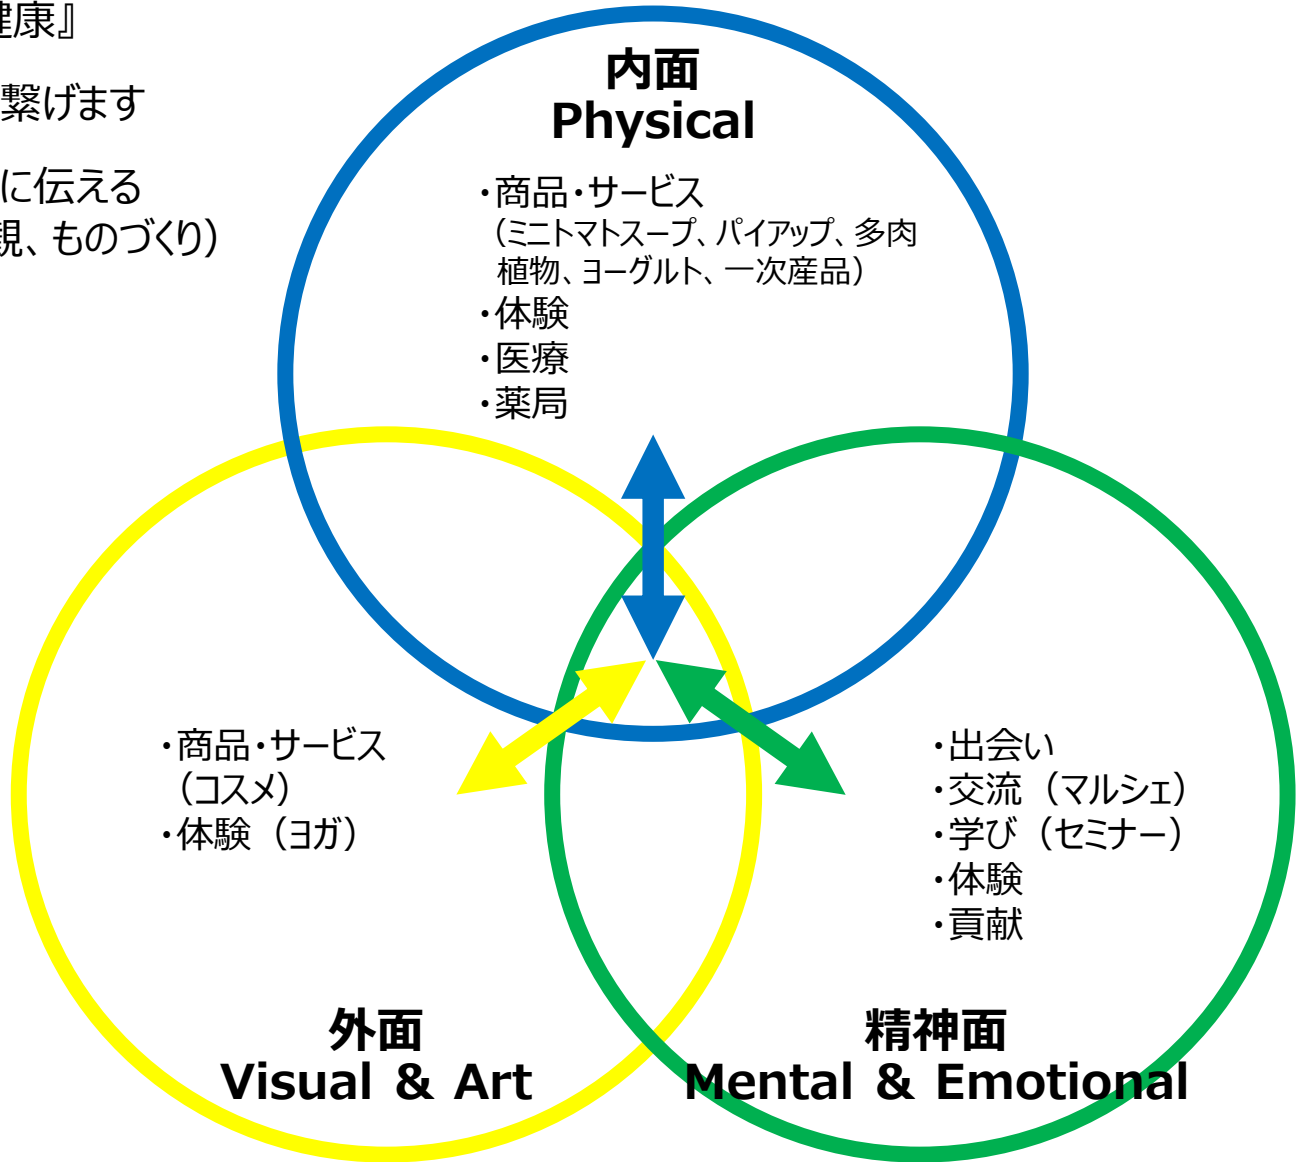 健康』
繋げます
に伝える
観、ものづくり）
内面
Physical
・商品・サービス
（ミニトマトスープ、パイアップ、多肉
植物、ヨーグルト、一次産品）
・体験
・医療
・薬局
・商品・サービス
（コスメ）
・体験（ヨガ）
外面
Visual & Art
・出会い
・交流（マルシェ）
・学び（セミナー）
・体験
・貢献
精神面
Mental & Emotional